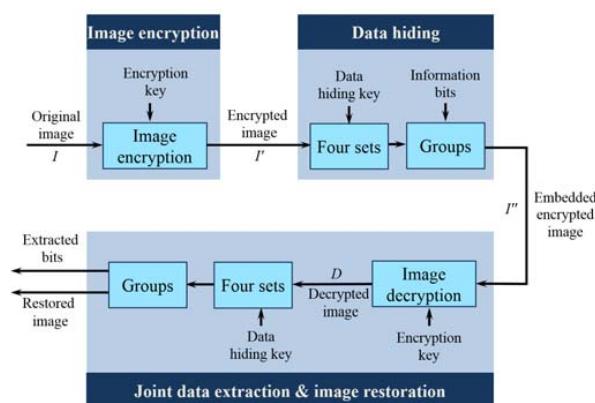 Image encryption
Data hiding
Encryption
key
Data
hiding key
Information
bits
Original
image
I
Image
encryption
Encrypted
image
I′
Four sets
Groups
I″
Embedded
encrypted
image
Extracted
bits
Restored
image
Groups
Four sets
D
Decrypted
image
Image
decryption
Data
hiding key
Encryption
key
Joint data extraction & image restoration